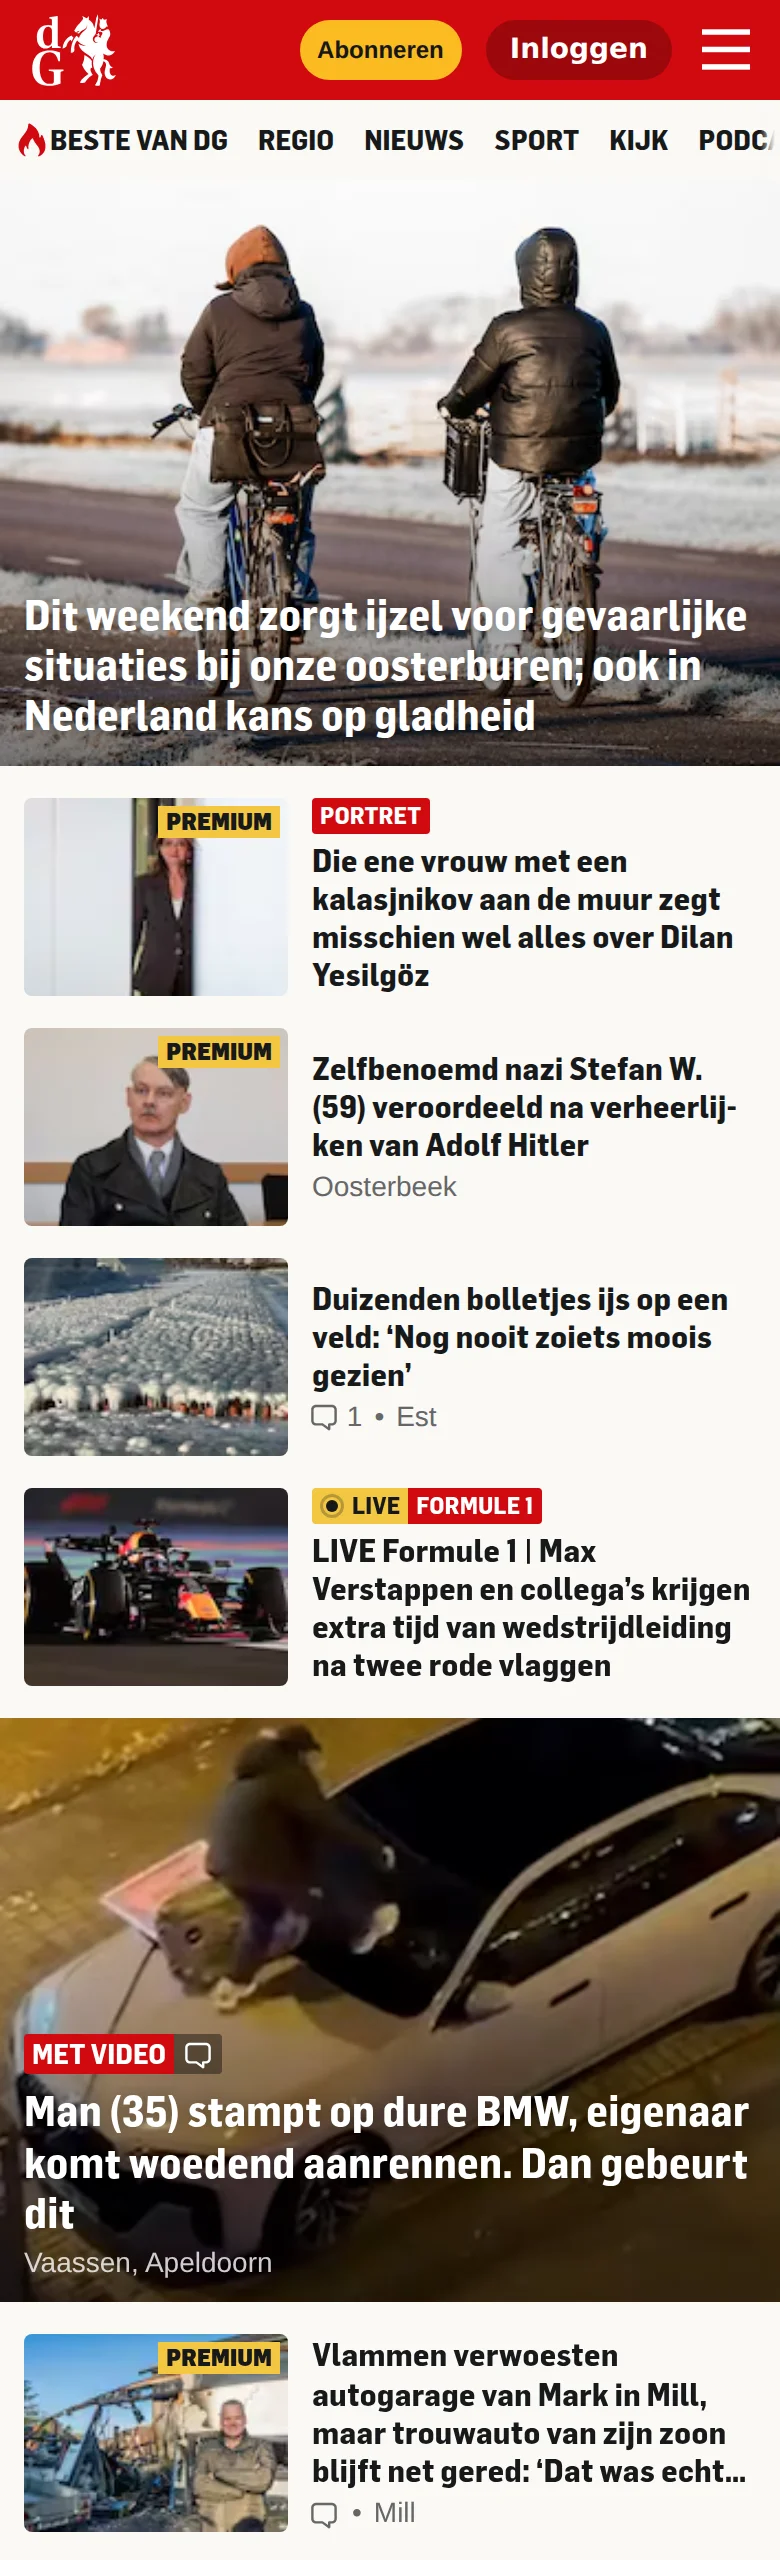 dG
Abonneren
Inloggen
BESTE VAN DG REGIO NIEUWS SPORT KIJK PODCA
Dit weekend zorgt ijzel voor gevaarlijke
situaties bij onze oosterburen; ook in
Nederland kans op gladheid
PREMIUM
PORTRET
Die ene vrouw met een
kalasjnikov aan de muur zegt
misschien wel alles over Dilan
Yesilgöz
PREMIUM
Zelfbenoemd nazi Stefan W.
(59) veroordeeld na verheerlij-
ken van Adolf Hitler
Oosterbeek
Duizenden bolletjes ijs op een
veld: ‘Nog nooit zoiets moois
gezien’
1 • Est
LIVE FORMULE 1
LIVE Formule 1 | Max
Verstappen en collega’s krijgen
extra tijd van wedstrijdleiding
na twee rode vlaggen
MET VIDEO
Man (35) stampt op dure BMW, eigenaar
komt woedend aanrennen. Dan gebeurt
dit
Vaassen, Apeldoorn
PREMIUM
Vlammen verwoesten
autogarage van Mark in Mill,
maar trouwauto van zijn zoon
blijft net gered: ‘Dat was echt...
• Mill